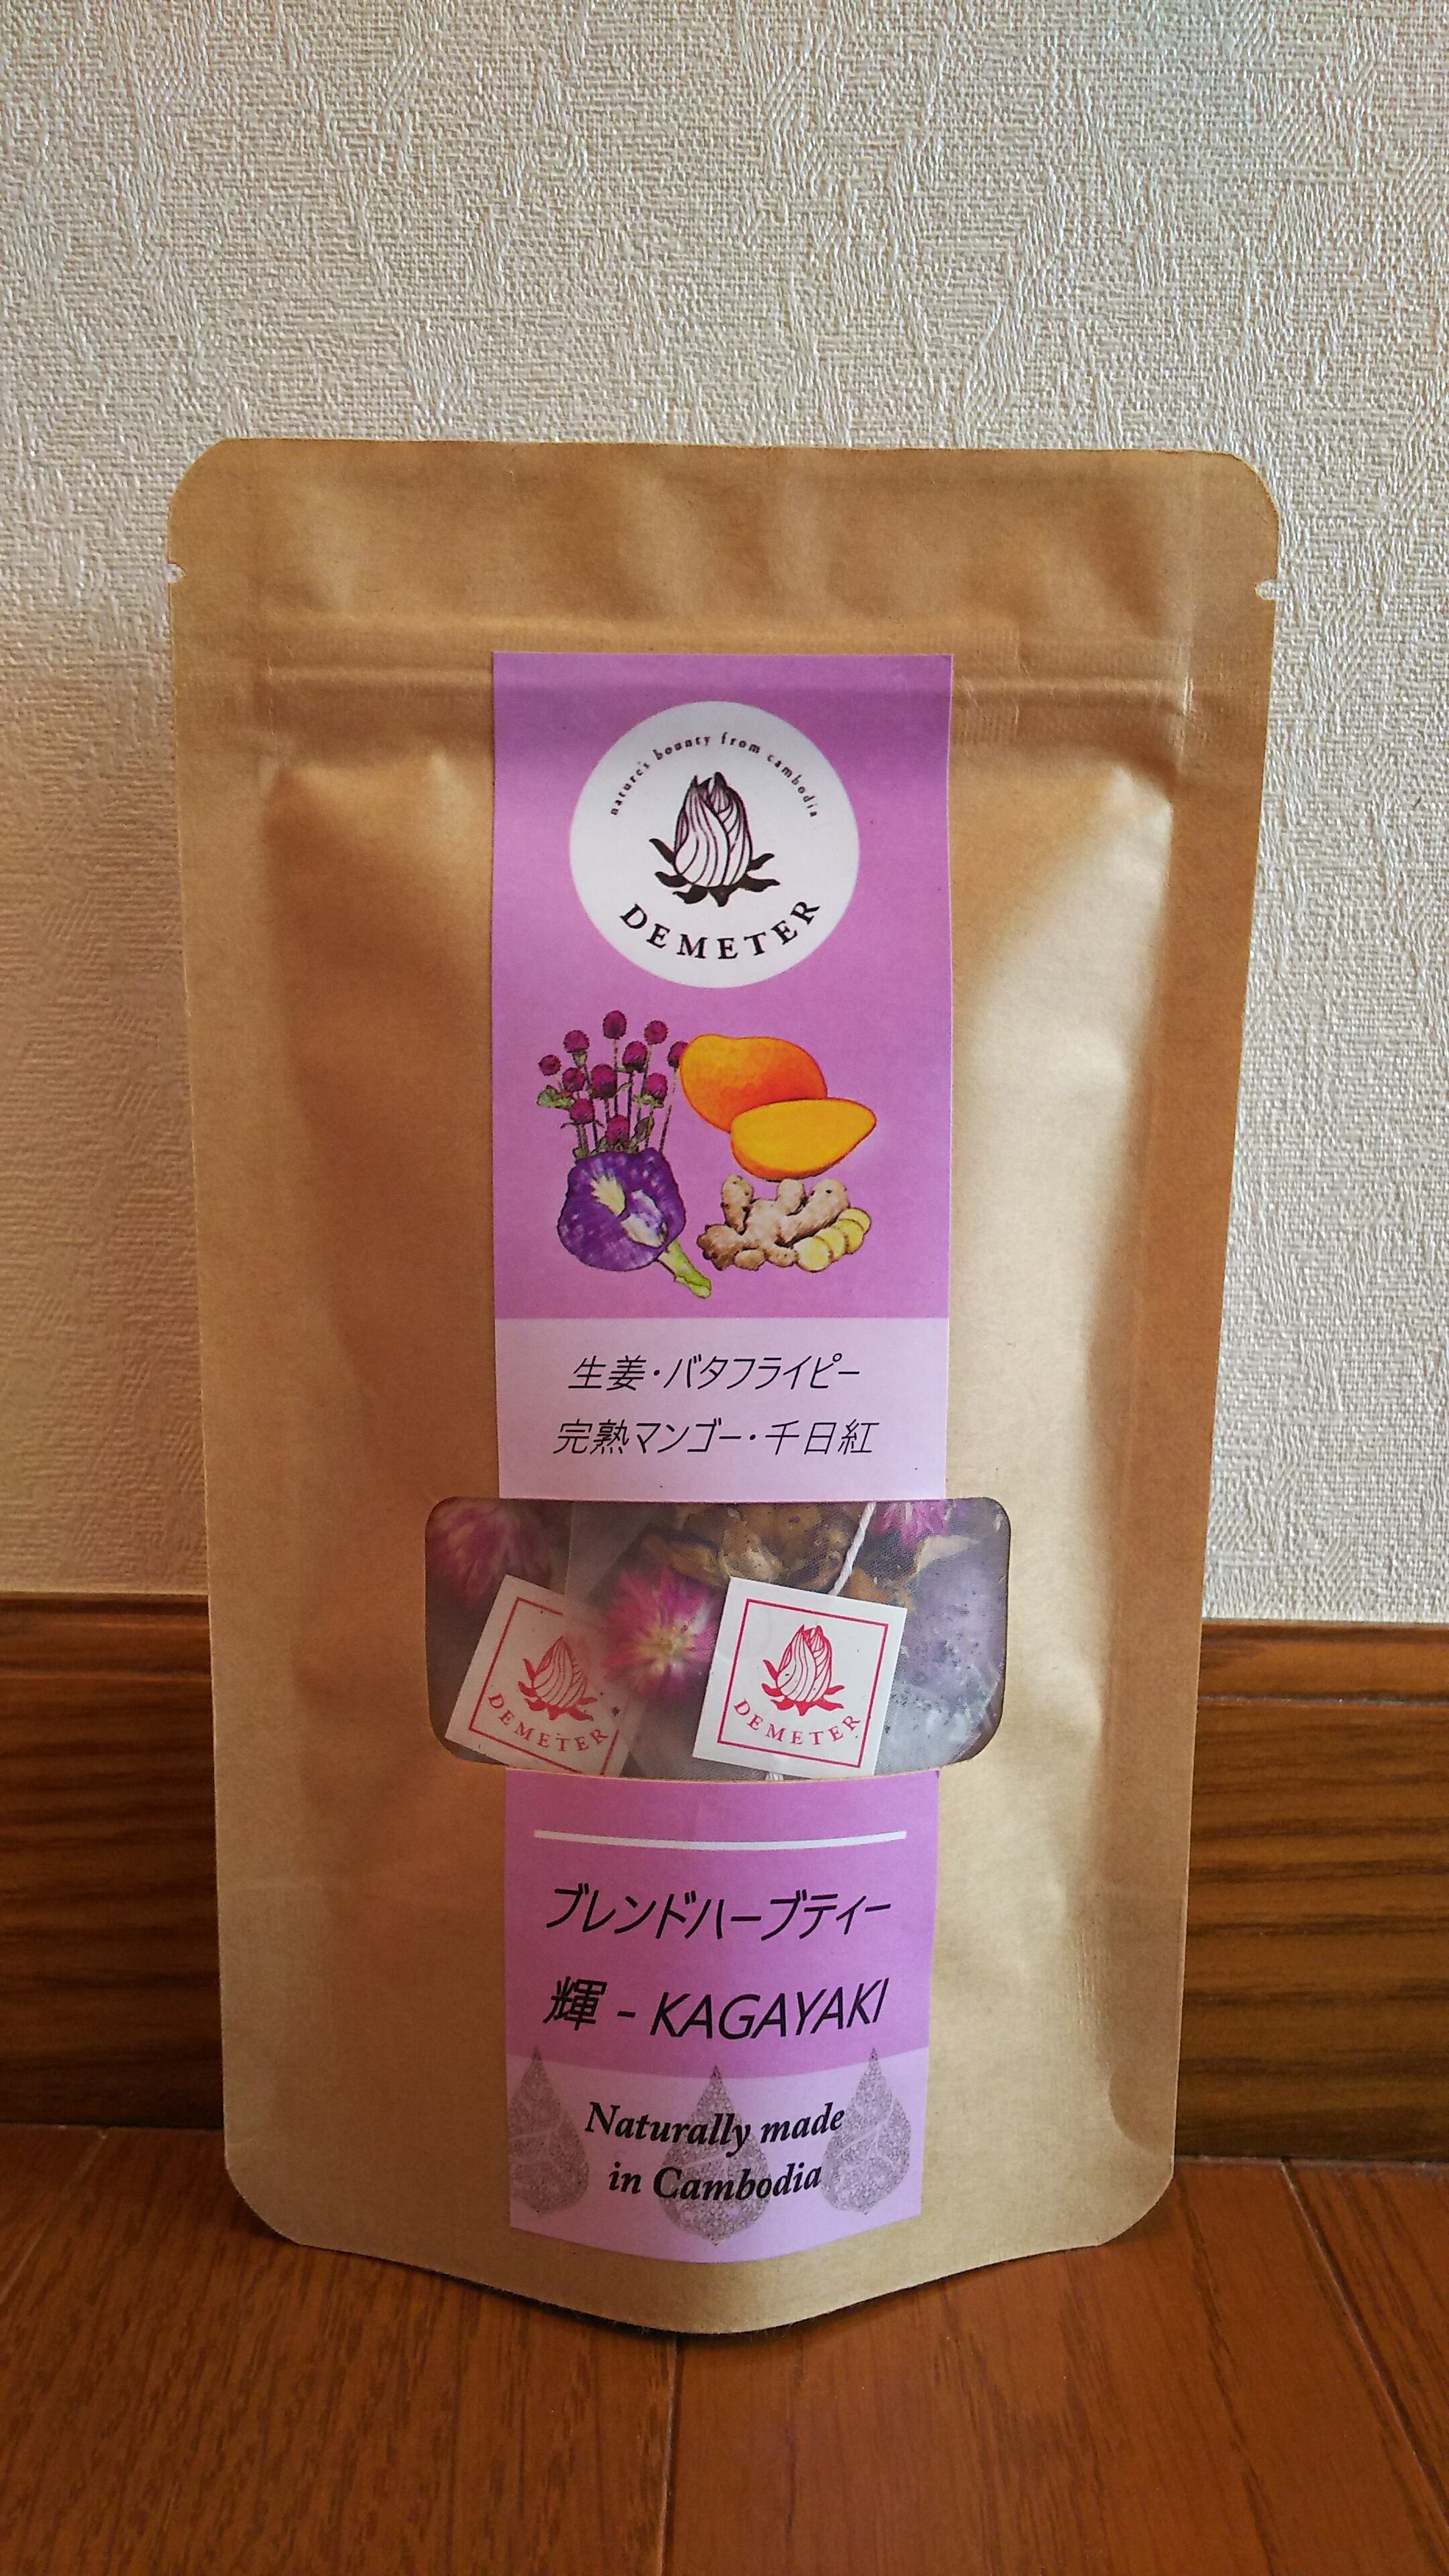 nature's bounty from cambodia
DEMETER
生姜・バタフライピー
完熟マンゴー・千日紅
DEMETER
DEMETER
ブレンドハーブティー
輝 - KAGAYAKI
Naturally made
in Cambodia